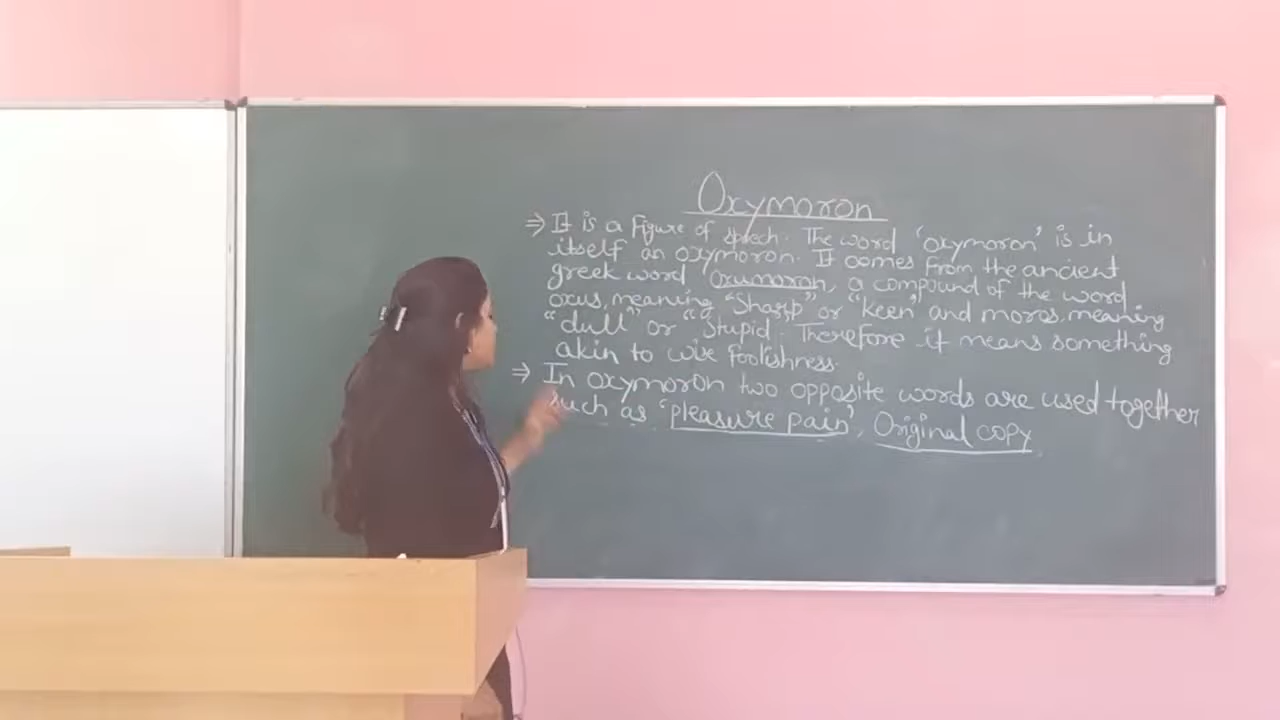 Oxymoron
⇒ It is a Figure of speech. The word 'oxymoron' is in
itself an oxymoron. It comes from the ancient
greek word Oxumoron, a compound of the word
oxus, meaning "Sharp" or "keen" and moros, meaning
"dull" or "Stupid. Therefore it means something
akin to wise foolishness.
⇒ In oxymoron two opposite words are used together
such as 'pleasure pain', Original copy